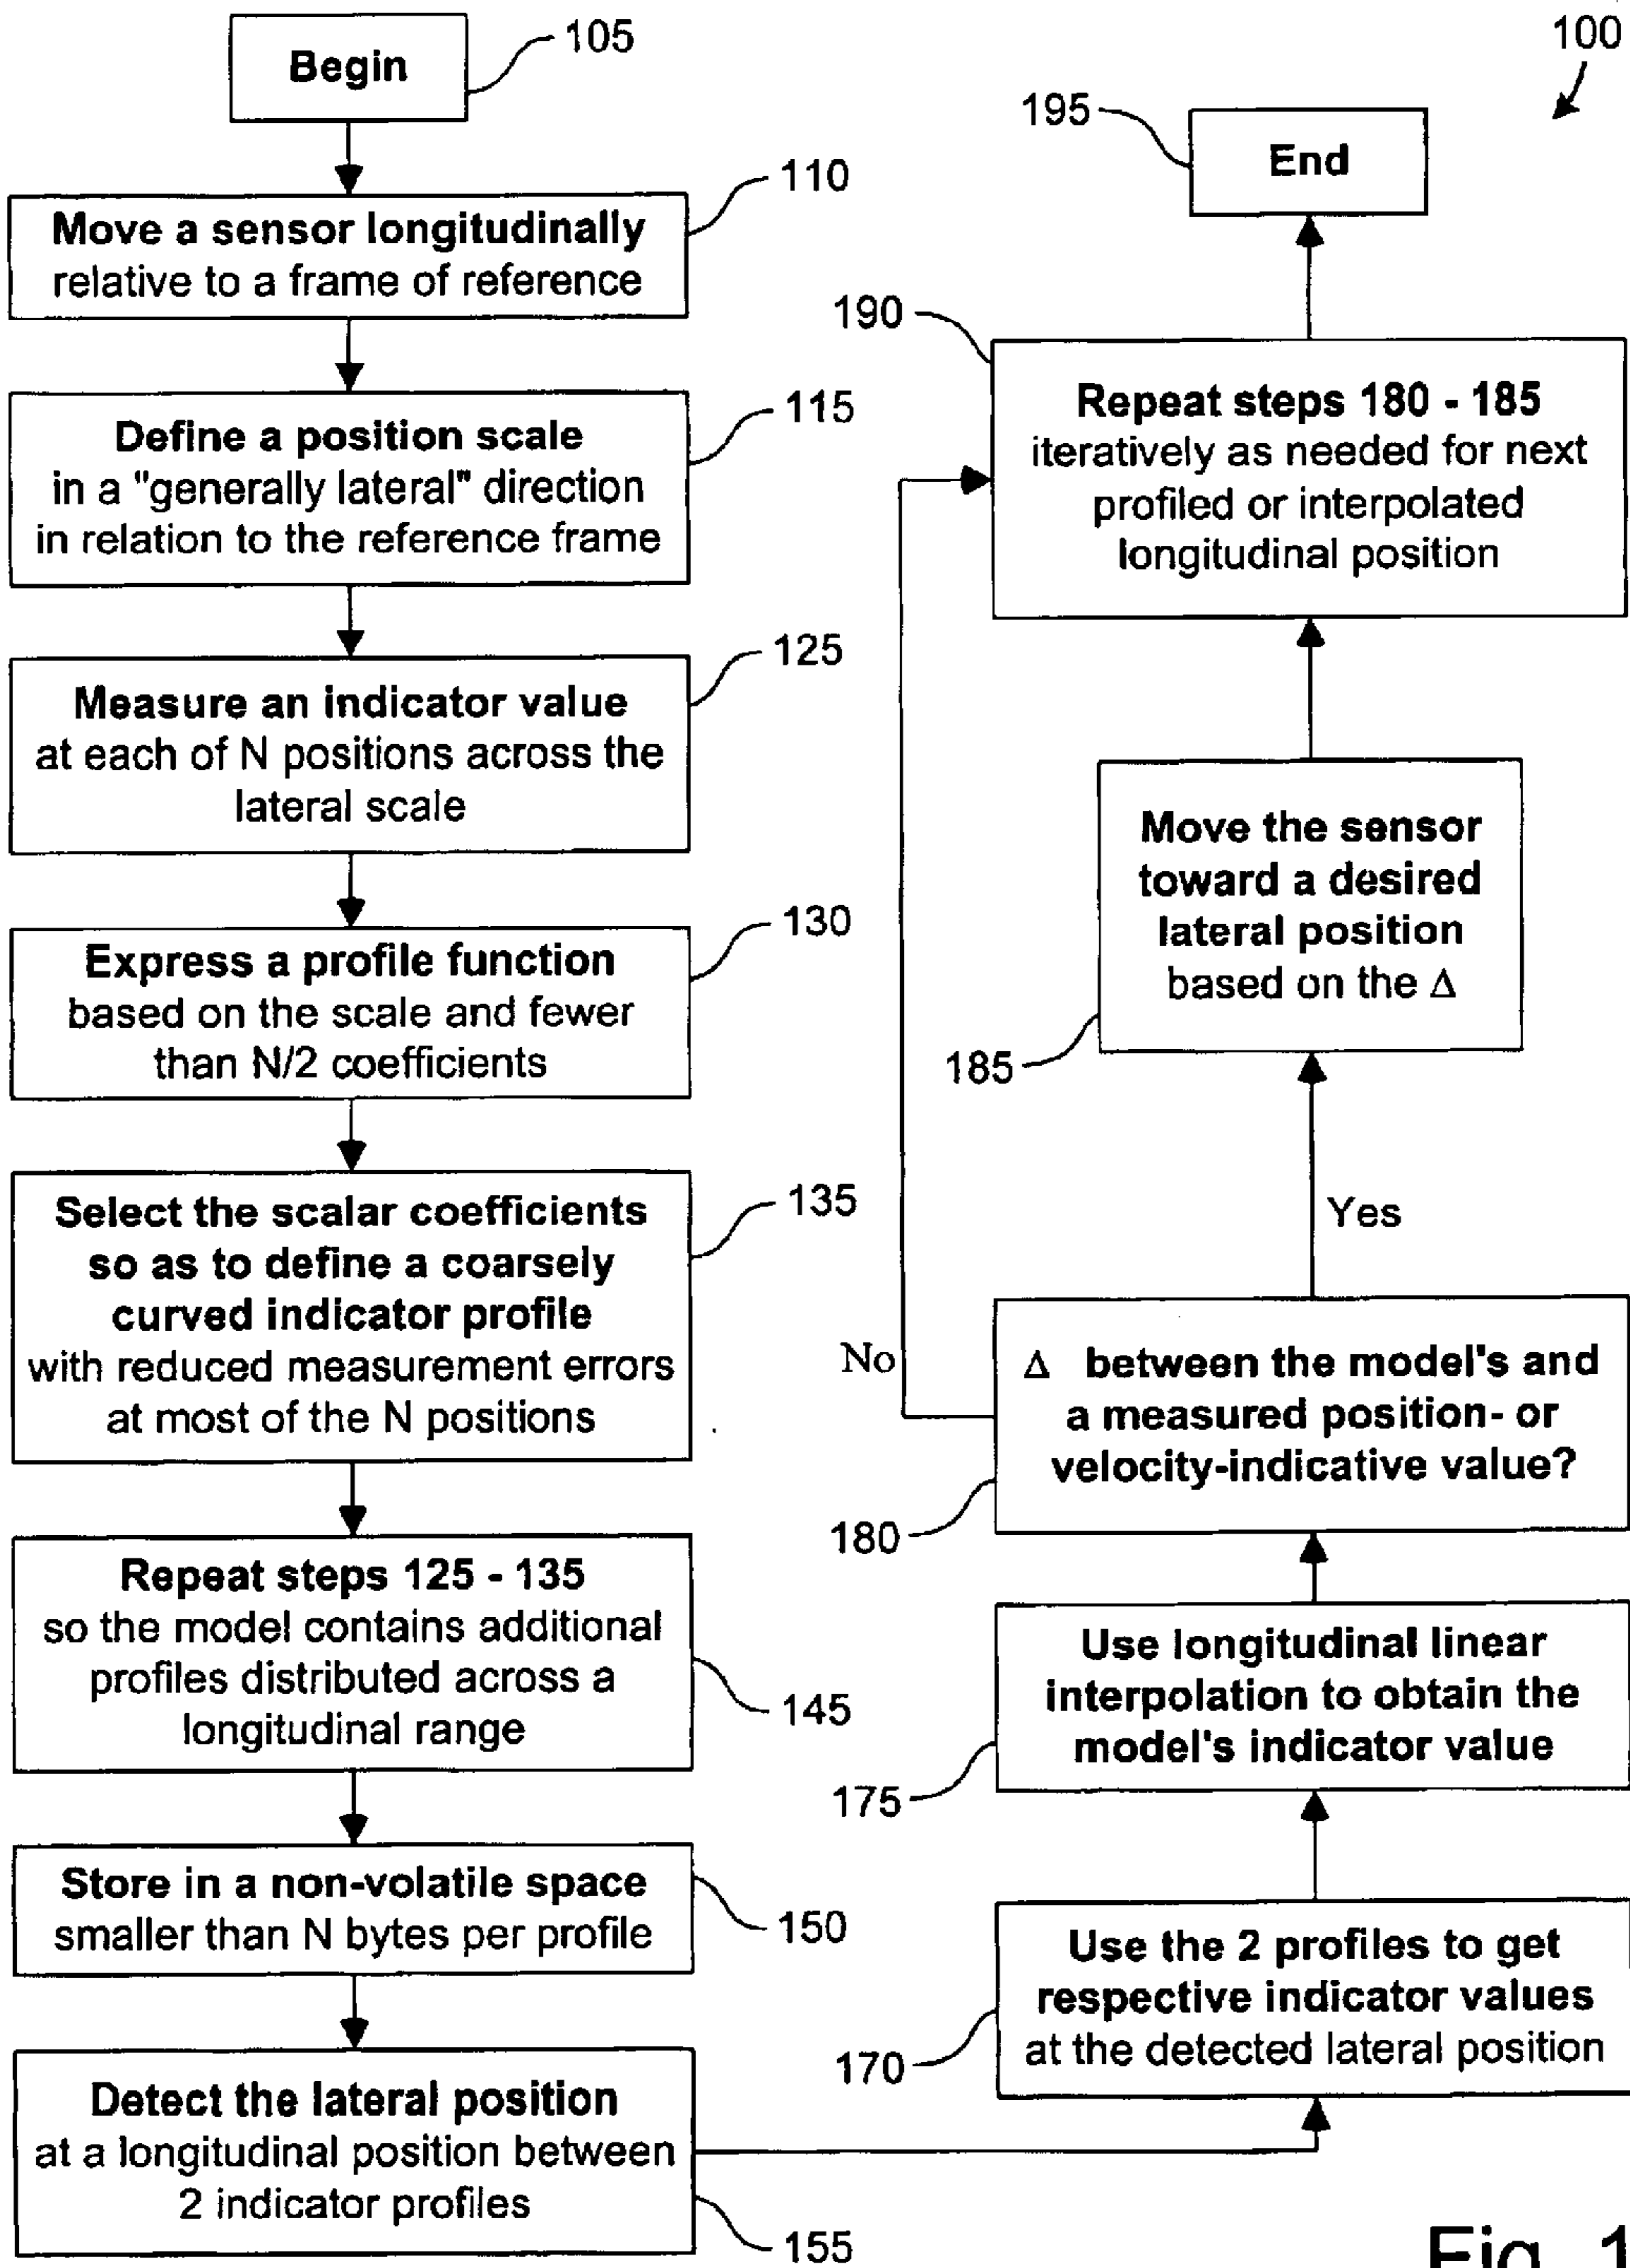 100
Begin
105
Move a sensor longitudinally
relative to a frame of reference
110
Define a position scale
in a "generally lateral" direction
in relation to the reference frame
115
Measure an indicator value
at each of N positions across the
lateral scale
125
Express a profile function
based on the scale and fewer
than N/2 coefficients
130
Select the scalar coefficients
so as to define a coarsely
curved indicator profile
with reduced measurement errors
at most of the N positions
135
Repeat steps 125 - 135
so the model contains additional
profiles distributed across a
longitudinal range
145
Store in a non-volatile space
smaller than N bytes per profile
150
Detect the lateral position
at a longitudinal position between
2 indicator profiles
155
195
End
190
Repeat steps 180 - 185
iteratively as needed for next
profiled or interpolated
longitudinal position
Move the sensor
toward a desired
lateral position
based on the Δ
185
Yes
No
Δ between the model's and
a measured position- or
velocity-indicative value?
180
Use longitudinal linear
interpolation to obtain the
model's indicator value
175
Use the 2 profiles to get
respective indicator values
at the detected lateral position
170
Fig. 1